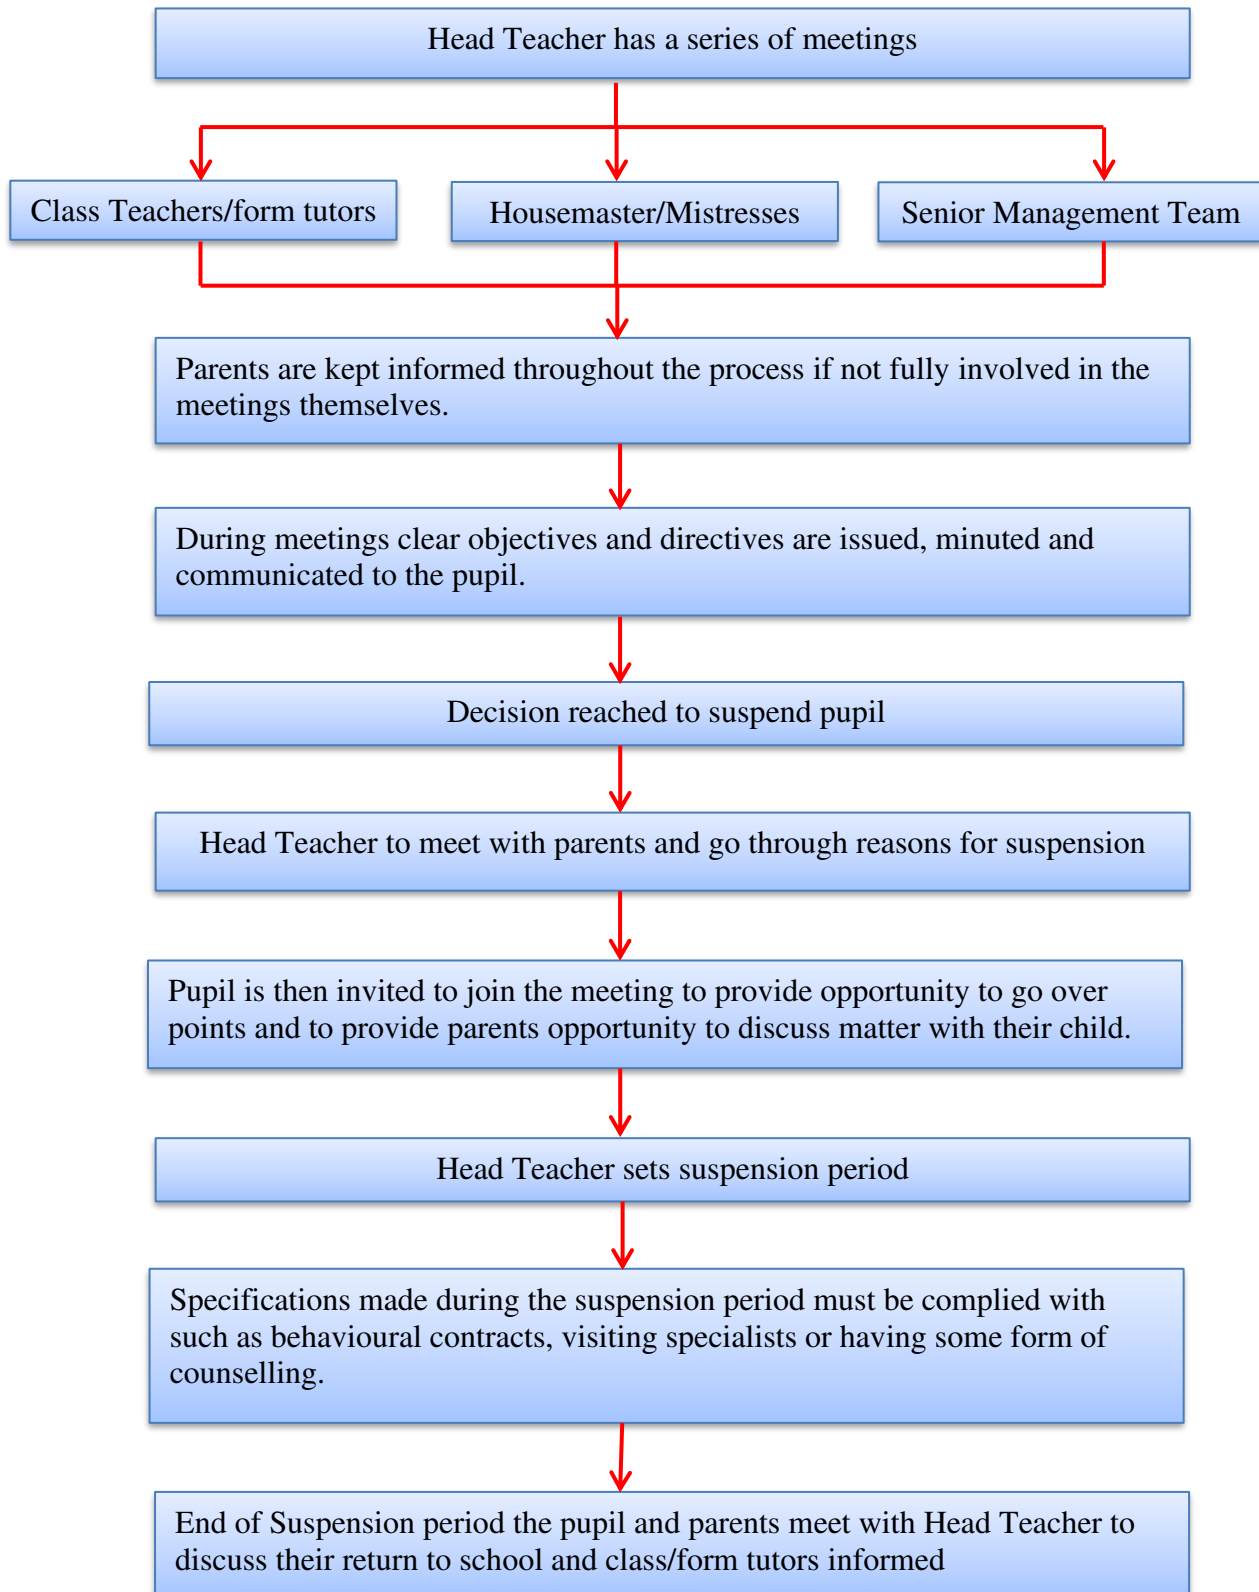 Head Teacher has a series of meetings
Class Teachers/form tutors
Housemaster/Mistresses
Senior Management Team
Parents are kept informed throughout the process if not fully involved in the
meetings themselves.
During meetings clear objectives and directives are issued, minuted and
communicated to the pupil.
Decision reached to suspend pupil
Head Teacher to meet with parents and go through reasons for suspension
Pupil is then invited to join the meeting to provide opportunity to go over
points and to provide parents opportunity to discuss matter with their child.
Head Teacher sets suspension period
Specifications made during the suspension period must be complied with
such as behavioural contracts, visiting specialists or having some form of
counselling.
End of Suspension period the pupil and parents meet with Head Teacher to
discuss their return to school and class/form tutors informed